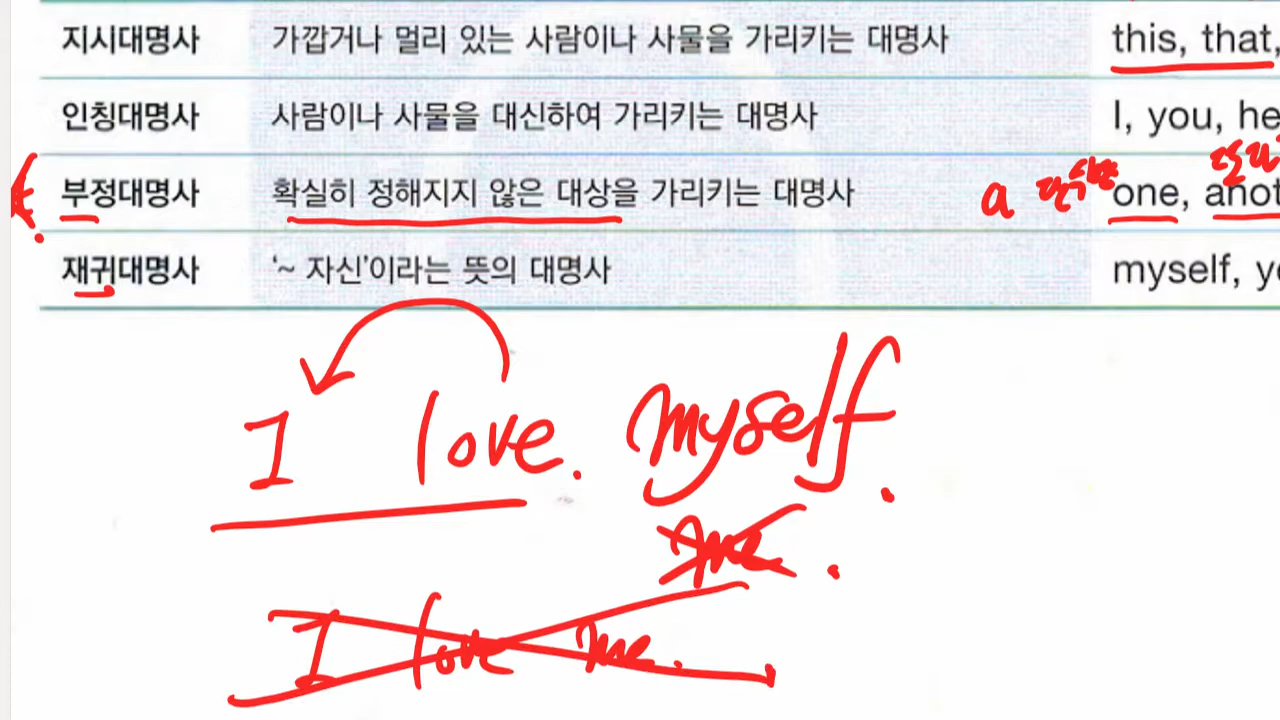 지시대명사 가깝거나 멀리 있는 사람이나 사물을 가리키는 대명사 this, that,
인칭대명사 사람이나 사물을 대신하여 가리키는 대명사 I, you, he
부정대명사 확실히 정해지지 않은 대상을 가리키는 대명사 a one, anot
재귀대명사 '~ 자신'이라는 뜻의 대명사 myself, yo
I love. myself.
me.
I love me.